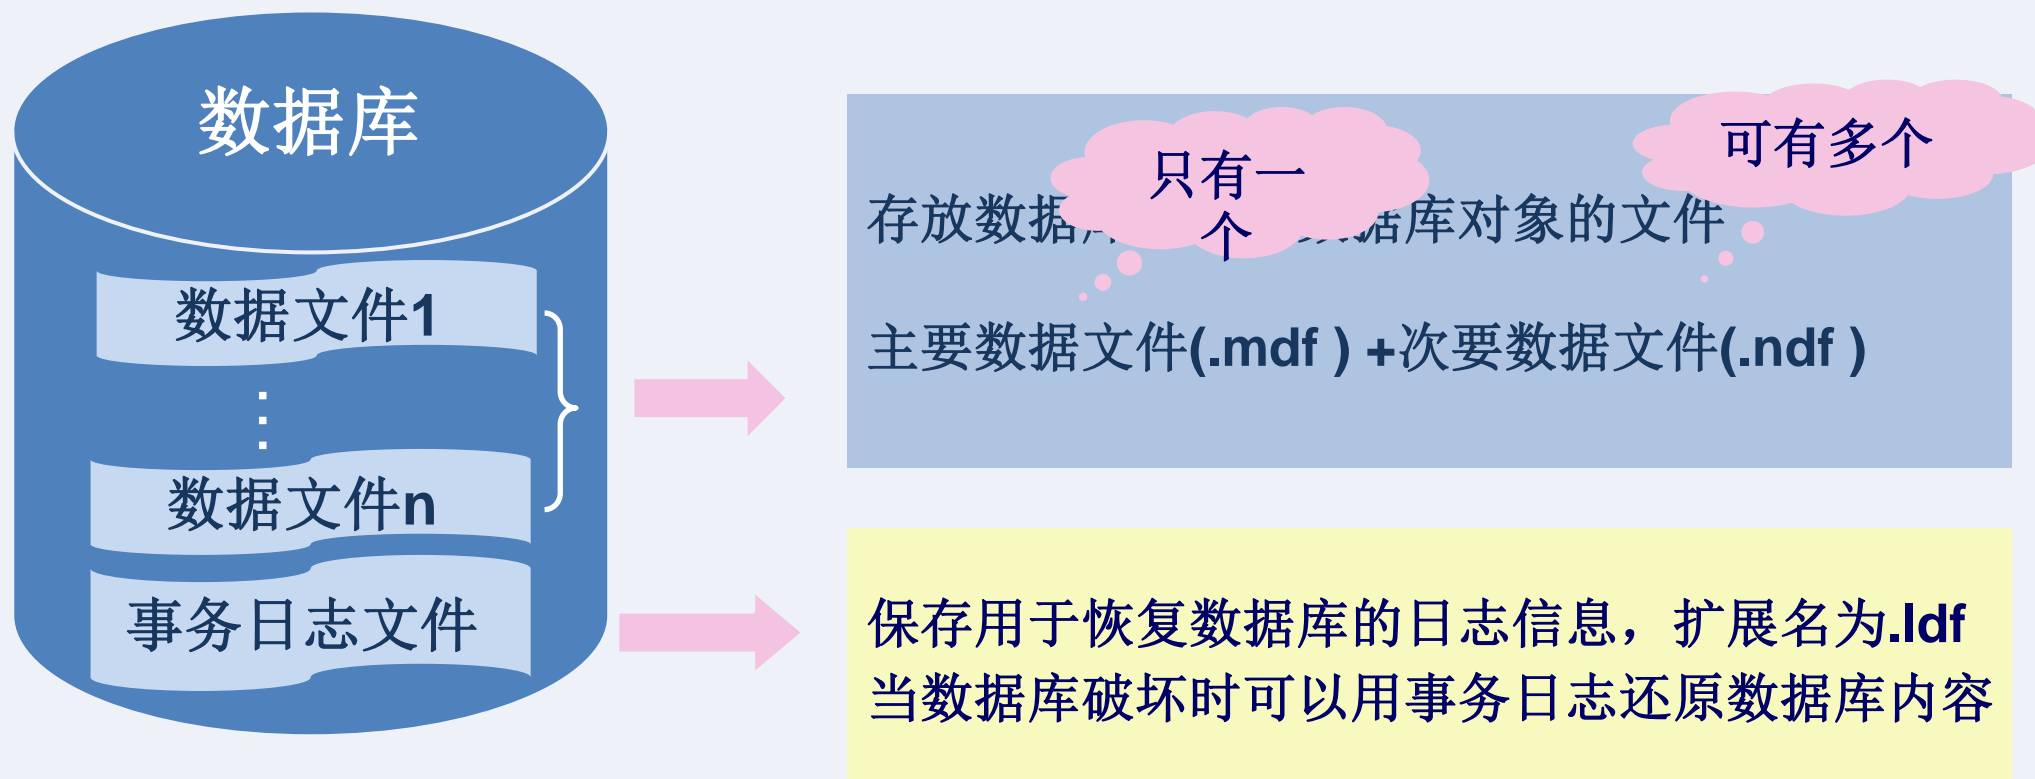 数据库
数据文件1
数据文件n
事务日志文件
只有一
个
可有多个
存放数据 数据库对象的文件
主要数据文件(.mdf ) +次要数据文件(.ndf )
保存用于恢复数据库的日志信息，扩展名为.ldf
当数据库破坏时可以用事务日志还原数据库内容